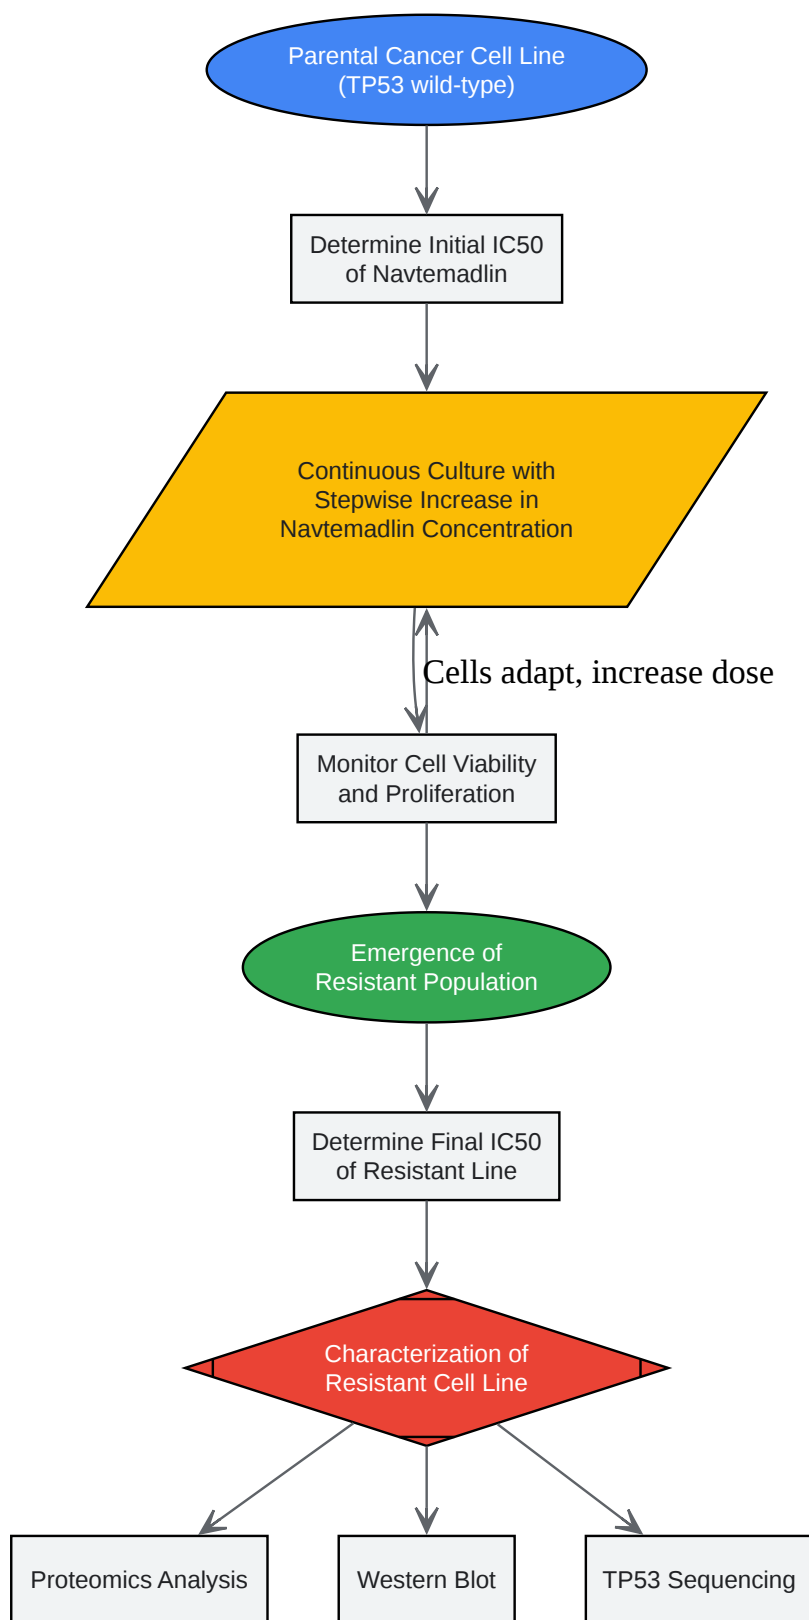 Parental Cancer Cell Line
(TP53 wild-type)
Determine Initial IC50
of Navtemadlin
Continuous Culture with
Stepwise Increase in
Navtemadlin Concentration
Cells adapt, increase dose
Monitor Cell Viability
and Proliferation
Emergence of
Resistant Population
Determine Final IC50
of Resistant Line
Characterization of
Resistant Cell Line
Proteomics Analysis
Western Blot
TP53 Sequencing